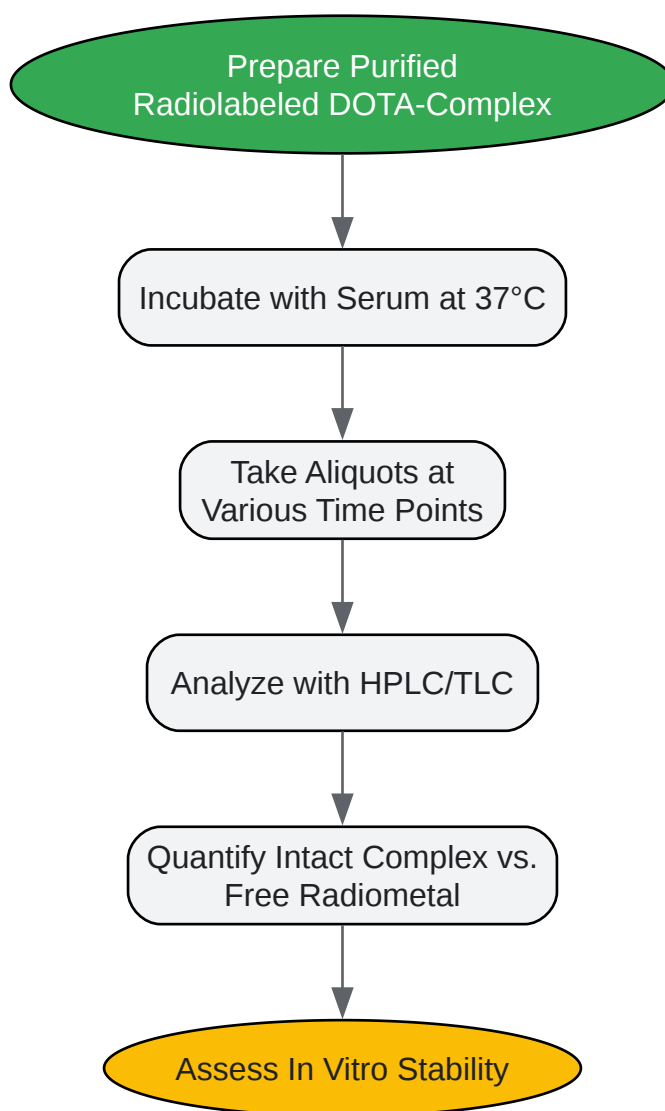 Prepare Purified
Radiolabeled DOTA-Complex
Incubate with Serum at 37°C
Take Aliquots at
Various Time Points
Analyze with HPLC/TLC
Quantify Intact Complex vs.
Free Radiometal
Assess In Vitro Stability